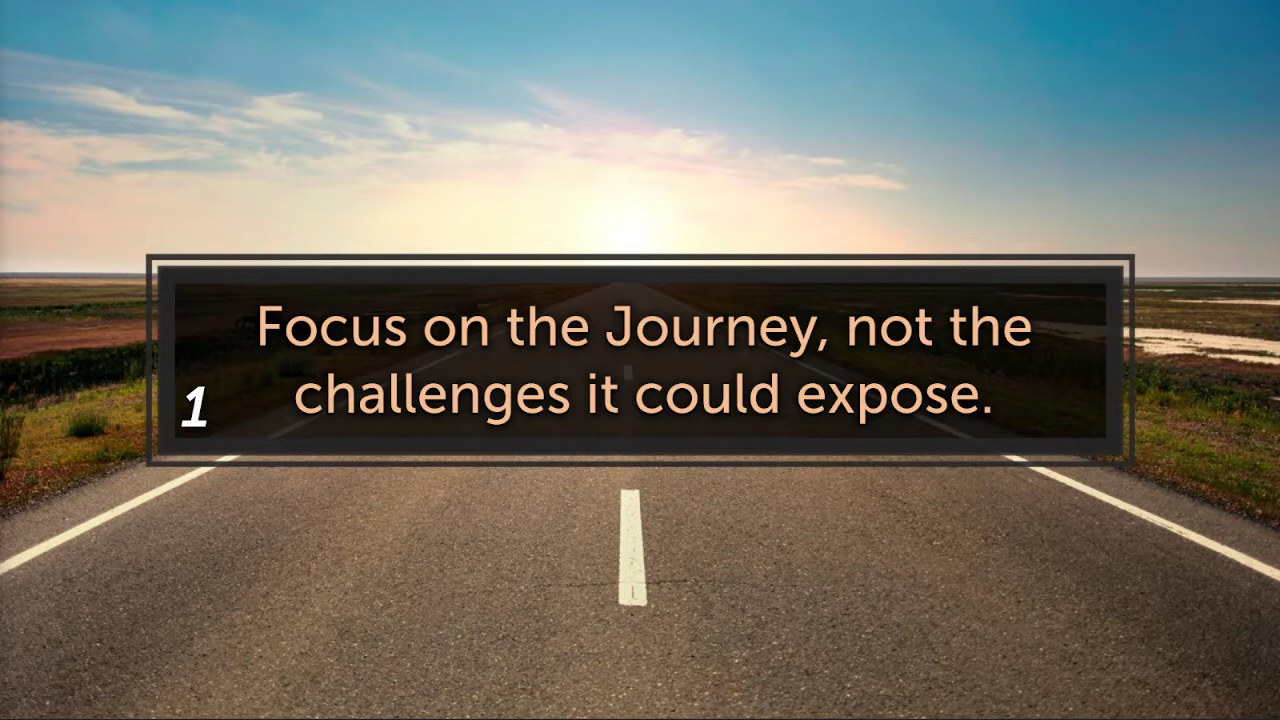 Focus on the Journey, not the
challenges it could expose.
1